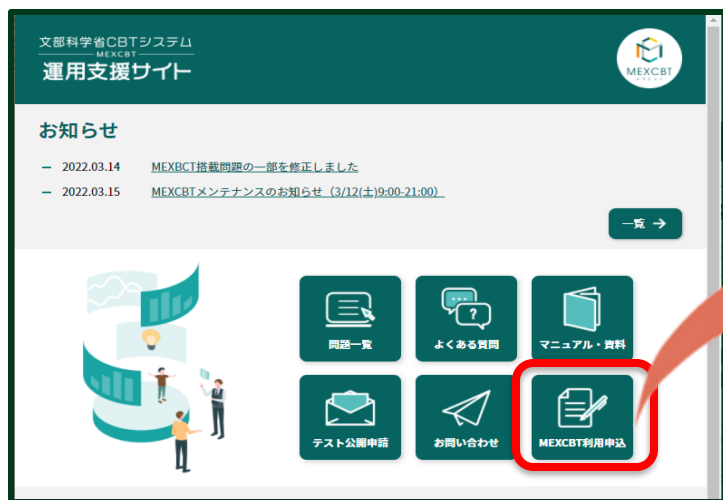 文部科学省CBTシステム
MEXCBT
運用支援サイト
MEXCBT
お知らせ
2022.03.14 MEXBCT搭載問題の一部を修正しました
2022.03.15 MEXCBTメンテナンスのお知らせ（3/12(土)9:00-21:00）
一覧 →
?
問題一覧
よくある質問
マニュアル・資料
テスト公開申請
お問い合わせ
MEXCBT利用申込